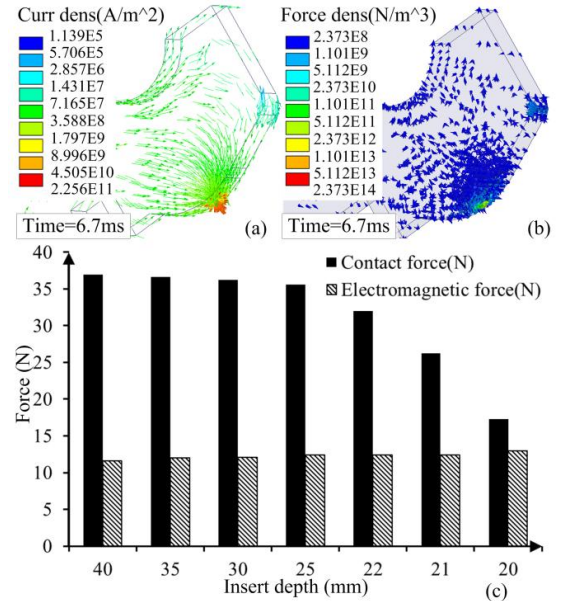 Curr dens(A/m^2)
1.139E5
5.706E5
2.857E6
1.431E7
7.165E7
3.588E8
1.797E9
8.996E9
4.505E10
2.256E11
Time=6.7ms
(a)
Force dens(N/m^3)
2.373E8
1.101E9
5.112E9
2.373E10
1.101E11
5.112E11
2.373E12
1.101E13
5.112E13
2.373E14
Time=6.7ms
(b)
Contact force(N)
Electromagnetic force(N)
Force (N)
40
35
30
25
20
15
10
5
0
40 35 30 25 22 21 20
Insert depth (mm)
(c)